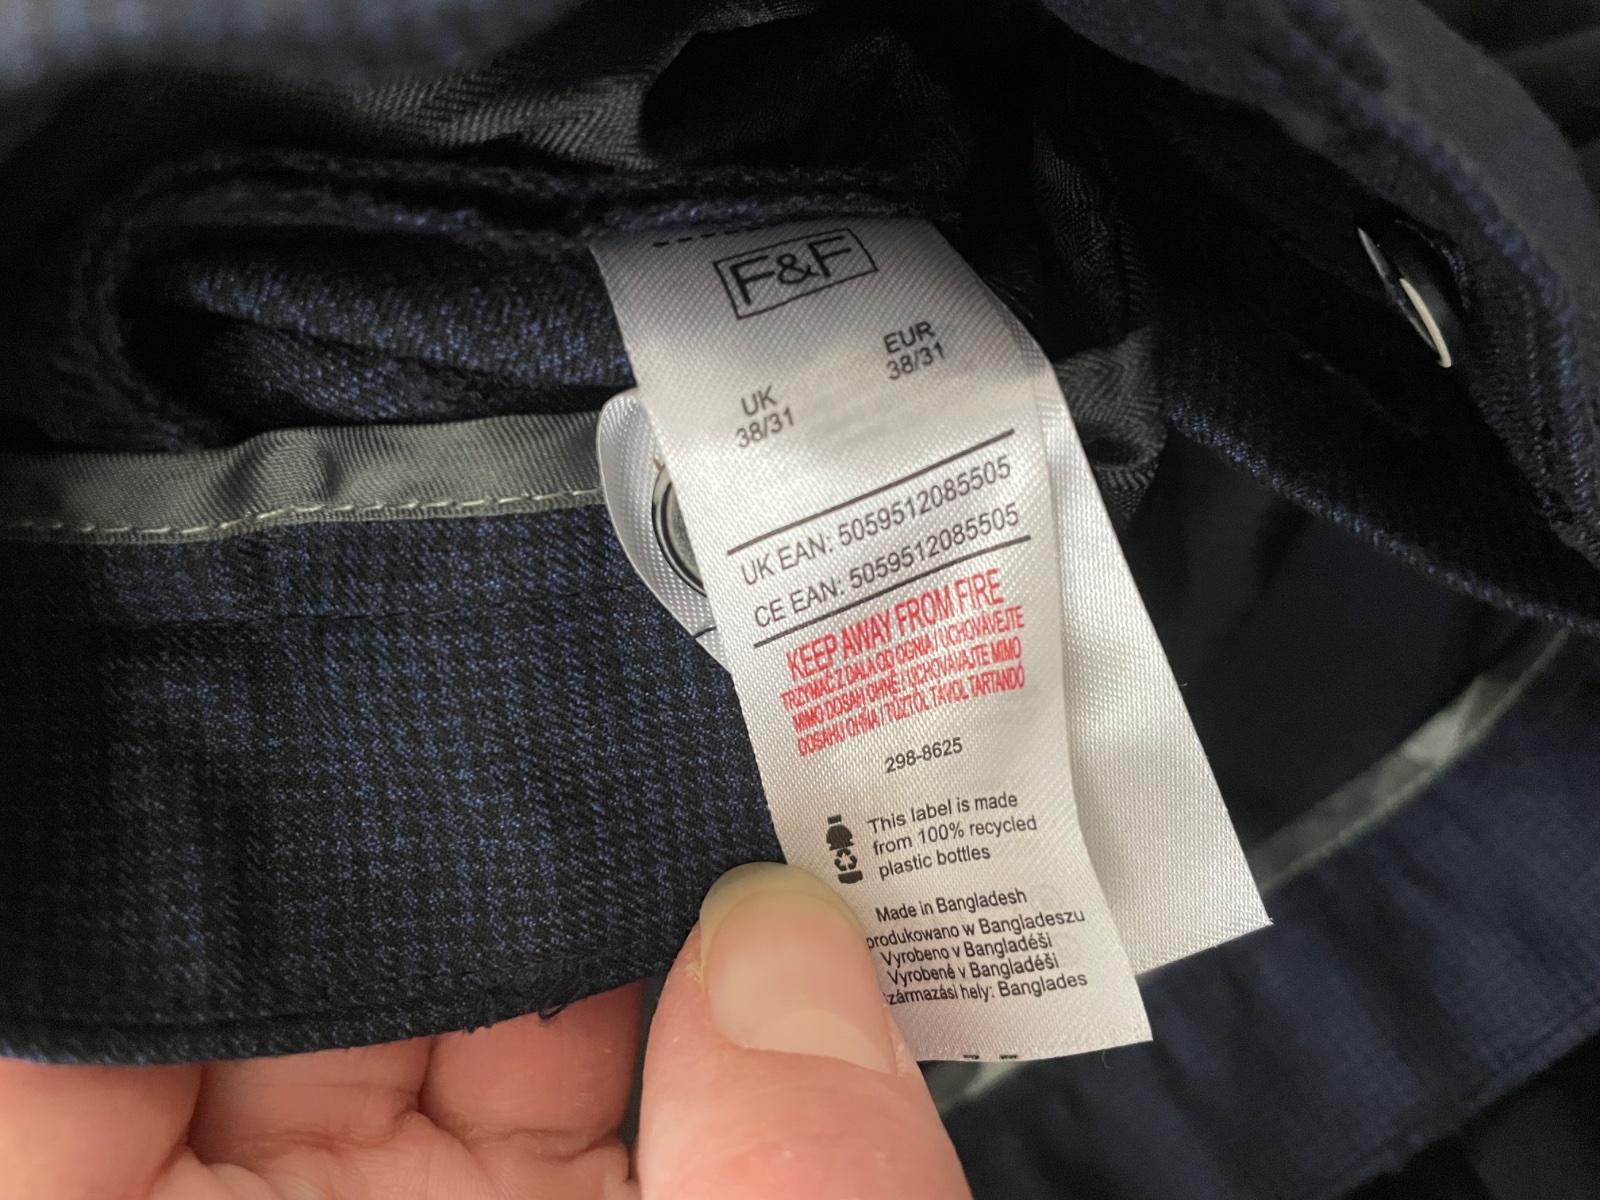 F&F
EUR
38/31
UK
38/31
UK EAN: 5059512085505
CE EAN: 5059512085505
KEEP AWAY FROM FIRE
TRZYMAĆ Z DALA OD OGNIA / UCHOVÁVEJTE
MIMO DOSAH OHNĚ / UCHOVÁVAJTE MIMO
DOSAHU OHŇA / TŰZTŐL TÁVOL TARTANDÓ
298-8625
This label is made
from 100% recycled
plastic bottles
Made in Bangladesh
produkowano w Bangladeszu
Vyrobeno v Bangladéši
Vyrobené v Bangladéši
zármazási hely: Banglades